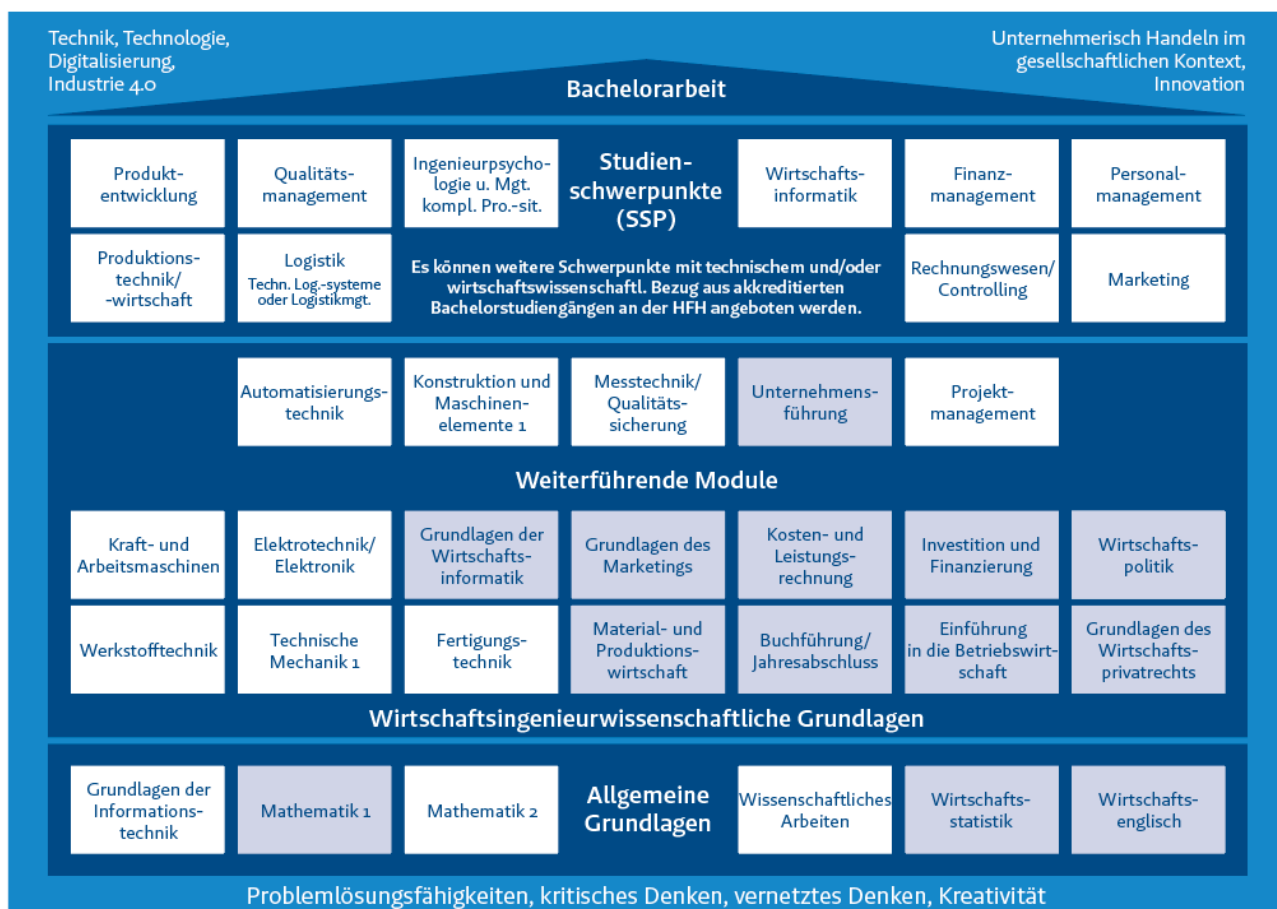 Technik, Technologie,
Digitalisierung,
Industrie 4.0
Unternehmerisch Handeln im
gesellschaftlichen Kontext,
Innovation
Bachelorarbeit
Produkt-
entwicklung
Qualitäts-
management
Ingenieurpsycho-
logie u. Mgt.
kompl. Pro.-sit.
Studien-
schwerpunkte
(SSP)
Wirtschafts-
informatik
Finanz-
management
Personal-
management
Produktions-
technik/
-wirtschaft
Logistik
Techn. Log.-systeme
oder Logistikmgt.
Es können weitere Schwerpunkte mit technischem und/oder
wirtschaftswissenschaftl. Bezug aus akkreditierten
Bachelorstudiengängen an der HFH angeboten werden.
Rechnungswesen/
Controlling
Marketing
Automatisierungs-
technik
Konstruktion und
Maschinen-
elemente 1
Messtechnik/
Qualitäts-
sicherung
Unternehmens-
führung
Projekt-
management
Weiterführende Module
Kraft- und
Arbeitsmaschinen
Elektrotechnik/
Elektronik
Grundlagen der
Wirtschafts-
informatik
Grundlagen des
Marketings
Kosten- und
Leistungs-
rechnung
Investition und
Finanzierung
Wirtschafts-
politik
Werkstofftechnik
Technische
Mechanik 1
Fertigungs-
technik
Material- und
Produktions-
wirtschaft
Buchführung/
Jahresabschluss
Einführung
in die Betriebswirt-
schaft
Grundlagen des
Wirtschafts-
privatrechts
Wirtschaftsingenieurwissenschaftliche Grundlagen
Grundlagen der
Informations-
technik
Mathematik 1
Mathematik 2
Allgemeine
Grundlagen
Wissenschaftliches
Arbeiten
Wirtschafts-
statistik
Wirtschafts-
englisch
Problemlösungsfähigkeiten, kritisches Denken, vernetztes Denken, Kreativität